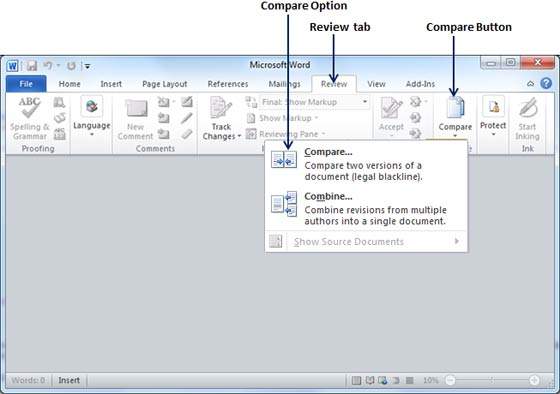 Compare Option
Review tab
Compare Button
Microsoft Word
File Home Insert Page Layout References Mailings Review View Add-Ins
ABC
Spelling &
Grammar
Proofing
Language
New
Comment
Comments
Track
Changes
Final: Show Markup
Show Markup
Reviewing Pane
Accept
Compare
Protect
Start
Inking
Ink
Compare...
Compare two versions of a
document (legal blackline).
Combine...
Combine revisions from multiple
authors into a single document.
Show Source Documents
Words: 0 Insert 10%